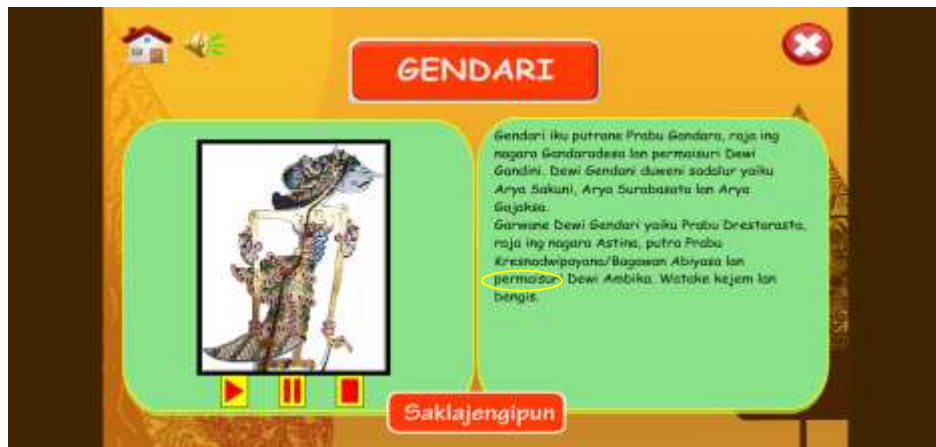 GENDARI
Gendari iku putrane Prabu Gandara, raja ing
nagara Gandaradesa lan permaisuri Dewi
Gandini. Dewi Gendari duweni sadalur yaiku
Arya Sakuni, Arya Surabasata lan Arya
Gajaksa.
Garwane Dewi Gendari yaiku Prabu Drestarasta,
raja ing nagara Astina, putra Prabu
Kresnadwipayana/Bagawan Abiyasa lan
permaisuri Dewi Ambika. Watake kejem lan
bengis.
Saklajengipun